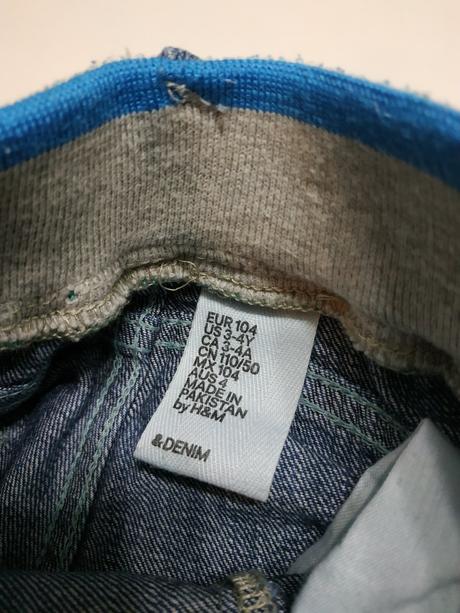 EUR 104
US 3-4Y
CA 3-4A
CN 110/50
MX 104
AUS 4
MADE IN
PAKISTAN
by H&M
&DENIM